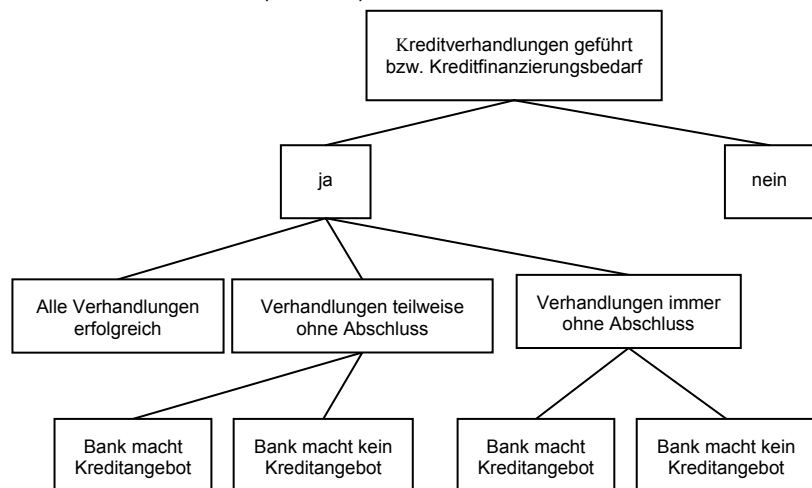 Kreditverhandlungen geführt
bzw. Kreditfinanzierungsbedarf
ja
nein
Alle Verhandlungen
erfolgreich
Verhandlungen teilweise
ohne Abschluss
Verhandlungen immer
ohne Abschluss
Bank macht
Kreditangebot
Bank macht kein
Kreditangebot
Bank macht
Kreditangebot
Bank macht kein
Kreditangebot